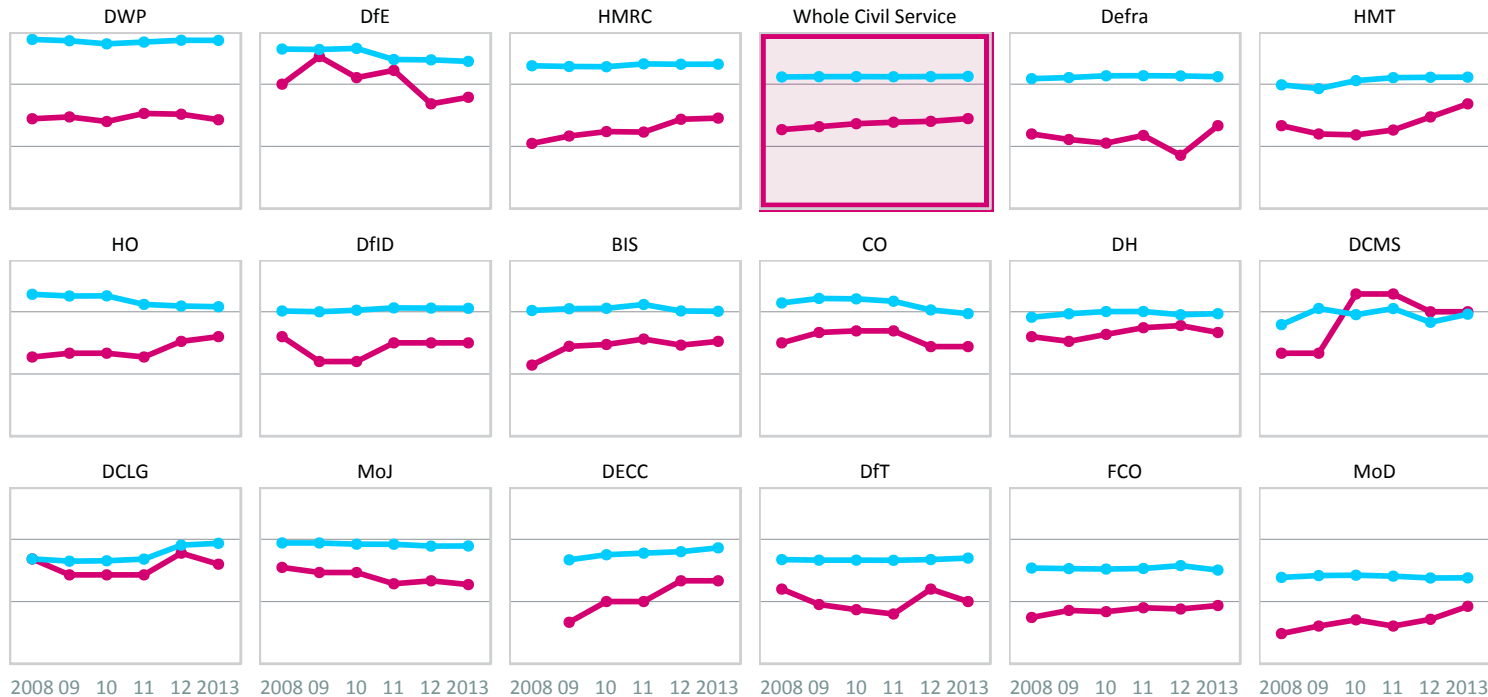 DWP DfE HMRC Whole Civil Service Defra HMT
HO DfID BIS CO DH DCMS
DCLG MoJ DECC DfT FCO MoD
2008 09 10 11 12 2013 2008 09 10 11 12 2013 2008 09 10 11 12 2013 2008 09 10 11 12 2013 2008 09 10 11 12 2013 2008 09 10 11 12 2013